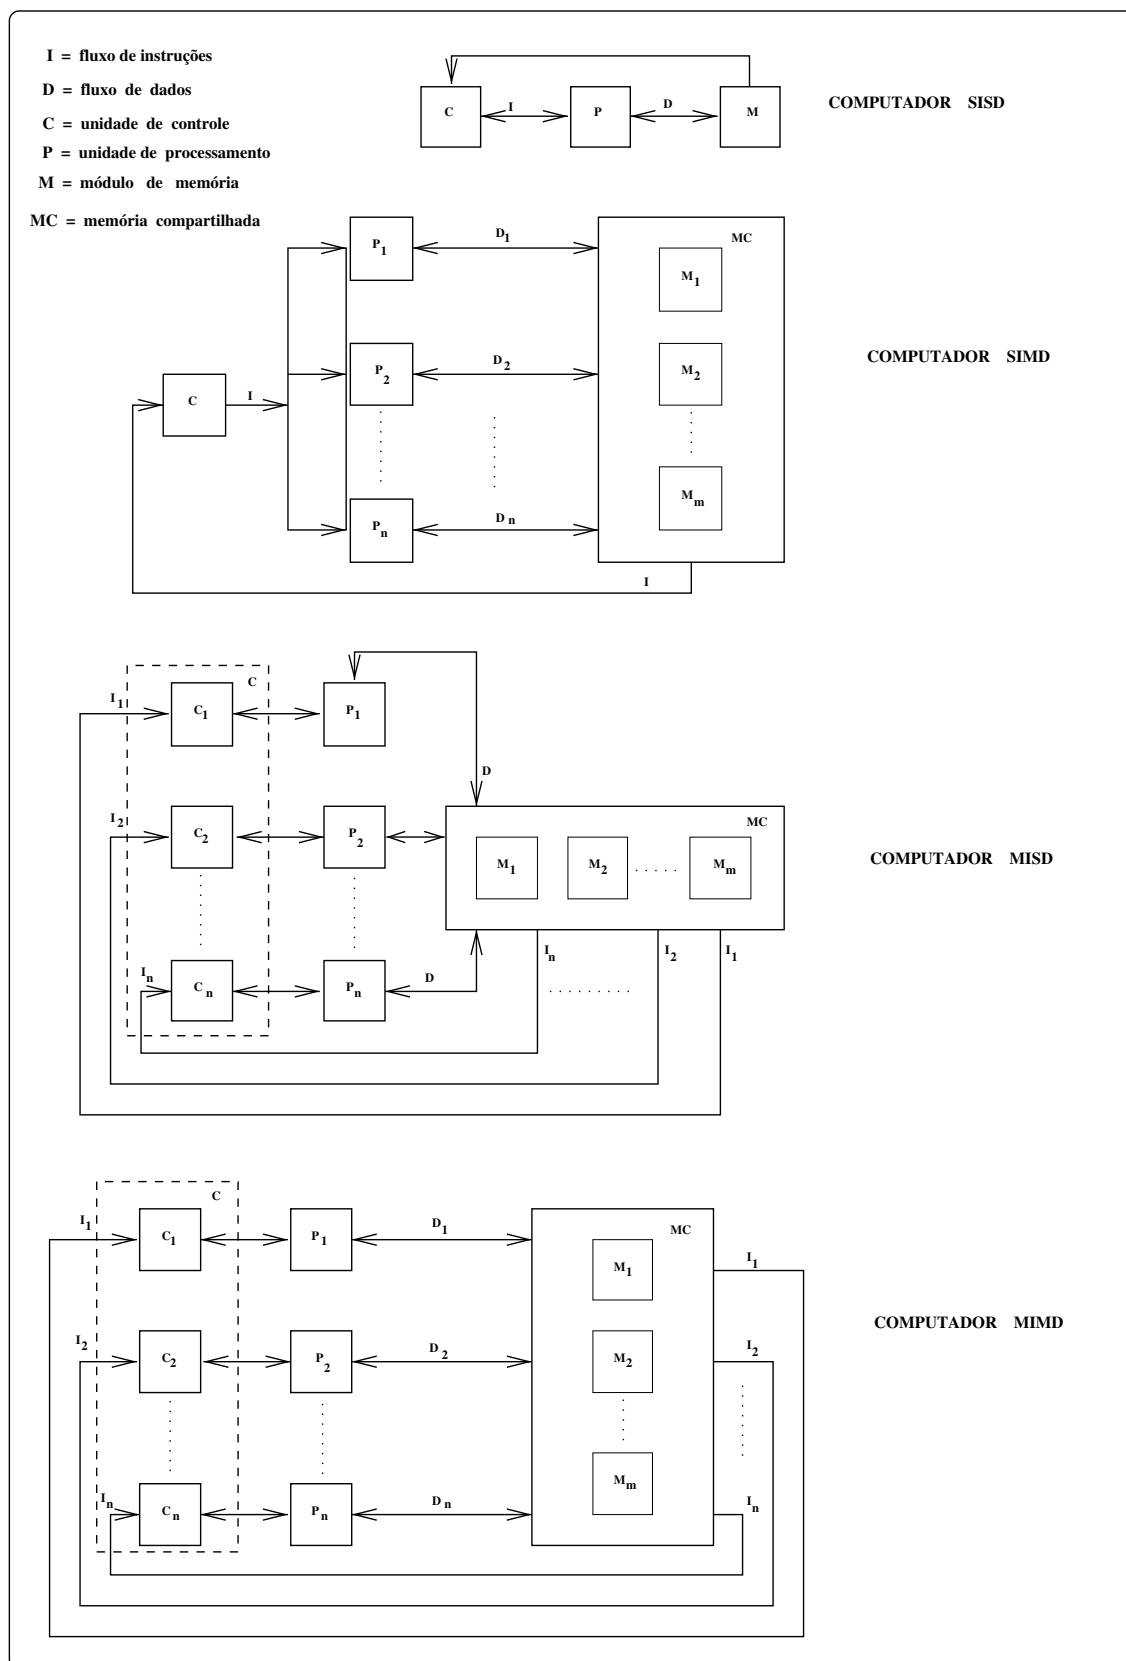 I = fluxo de instruções
D = fluxo de dados
C = unidade de controle
P = unidade de processamento
M = módulo de memória
MC = memória compartilhada
C I P D M
COMPUTADOR SISD
P1 D1 MC
M1
COMPUTADOR SIMD
P2 D2 M2
C I
Pn Dn Mm
I
C
I1 C1 P1
D
I2 C2 P2 MC
M1 M2 Mm
COMPUTADOR MISD
In I2 I1
In Cn Pn D
C
I1 C1 P1 D1 MC
M1 I1
COMPUTADOR MIMD
I2 C2 P2 D2 M2 I2
Mm
In Cn Pn Dn In